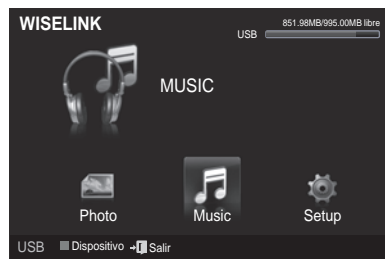 WISELINK
851.98MB/995.00MB libre
USB
MUSIC
Photo Music Setup
USB Dispositivo Salir